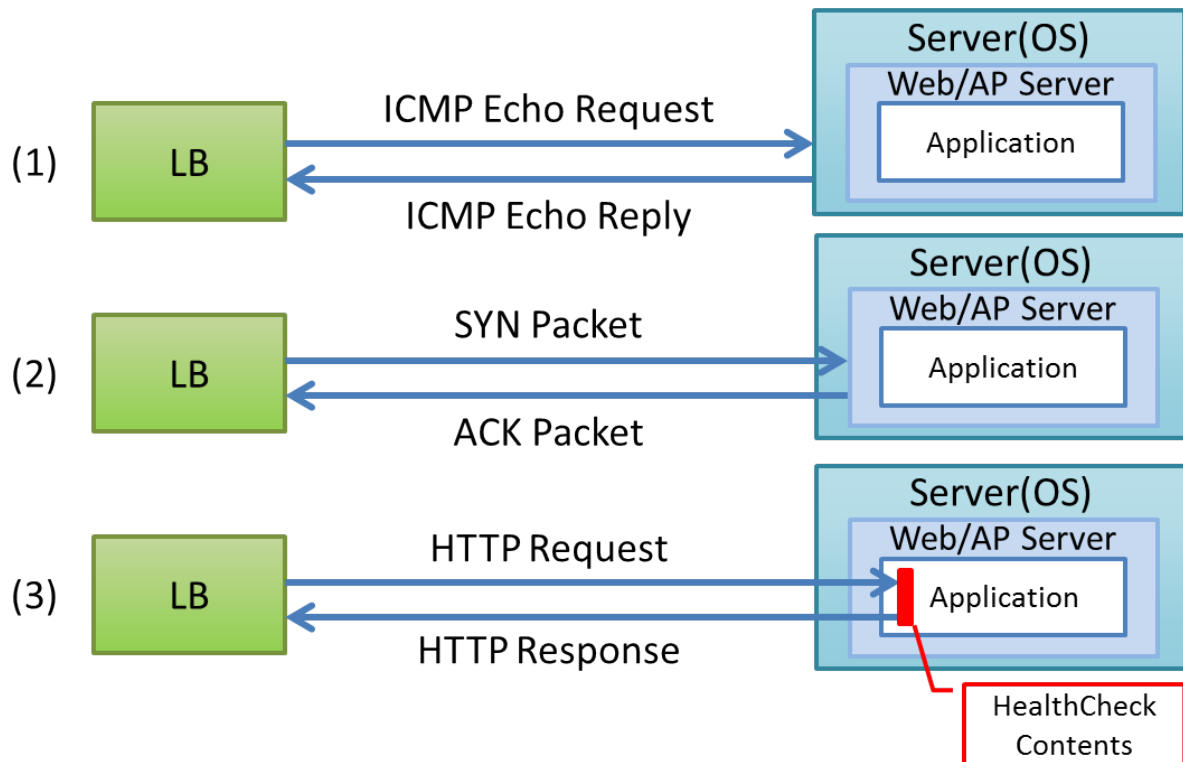 (1)
LB
ICMP Echo Request
ICMP Echo Reply
Server(OS)
Web/AP Server
Application
(2)
LB
SYN Packet
ACK Packet
Server(OS)
Web/AP Server
Application
(3)
LB
HTTP Request
HTTP Response
Server(OS)
Web/AP Server
Application
HealthCheck
Contents